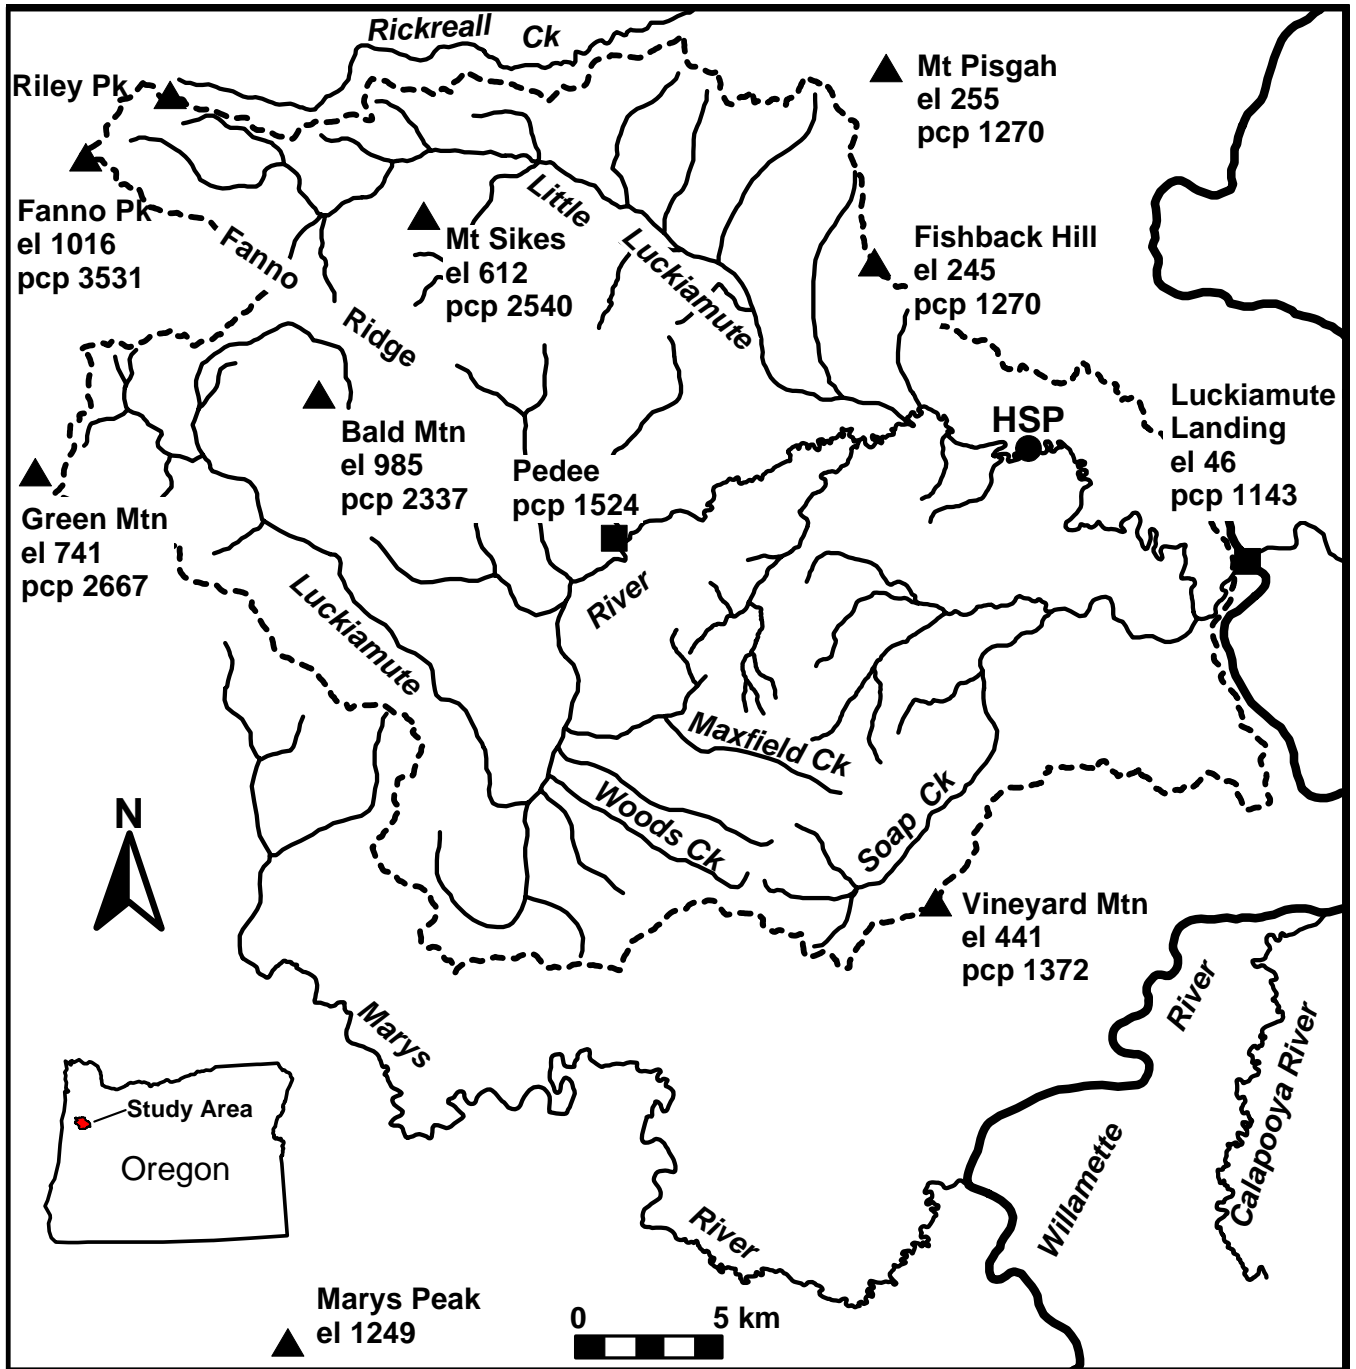 Rickreall Ck
Riley Pk
Mt Pisgah
el 255
pcp 1270
Fanno Pk
el 1016
pcp 3531
Fanno
Ridge
Mt Sikes
el 612
pcp 2540
Little
Luckiamute
Fishback Hill
el 245
pcp 1270
HSP
Luckiamute
Landing
el 46
pcp 1143
Bald Mtn
el 985
pcp 2337
Pedee
pcp 1524
Green Mtn
el 741
pcp 2667
Luckiamute
River
Maxfield Ck
Woods Ck
Soap Ck
N
Vineyard Mtn
el 441
pcp 1372
Marys
River
Willamette
River
Calapooya River
Study Area
Oregon
Marys Peak
el 1249
0 5 km